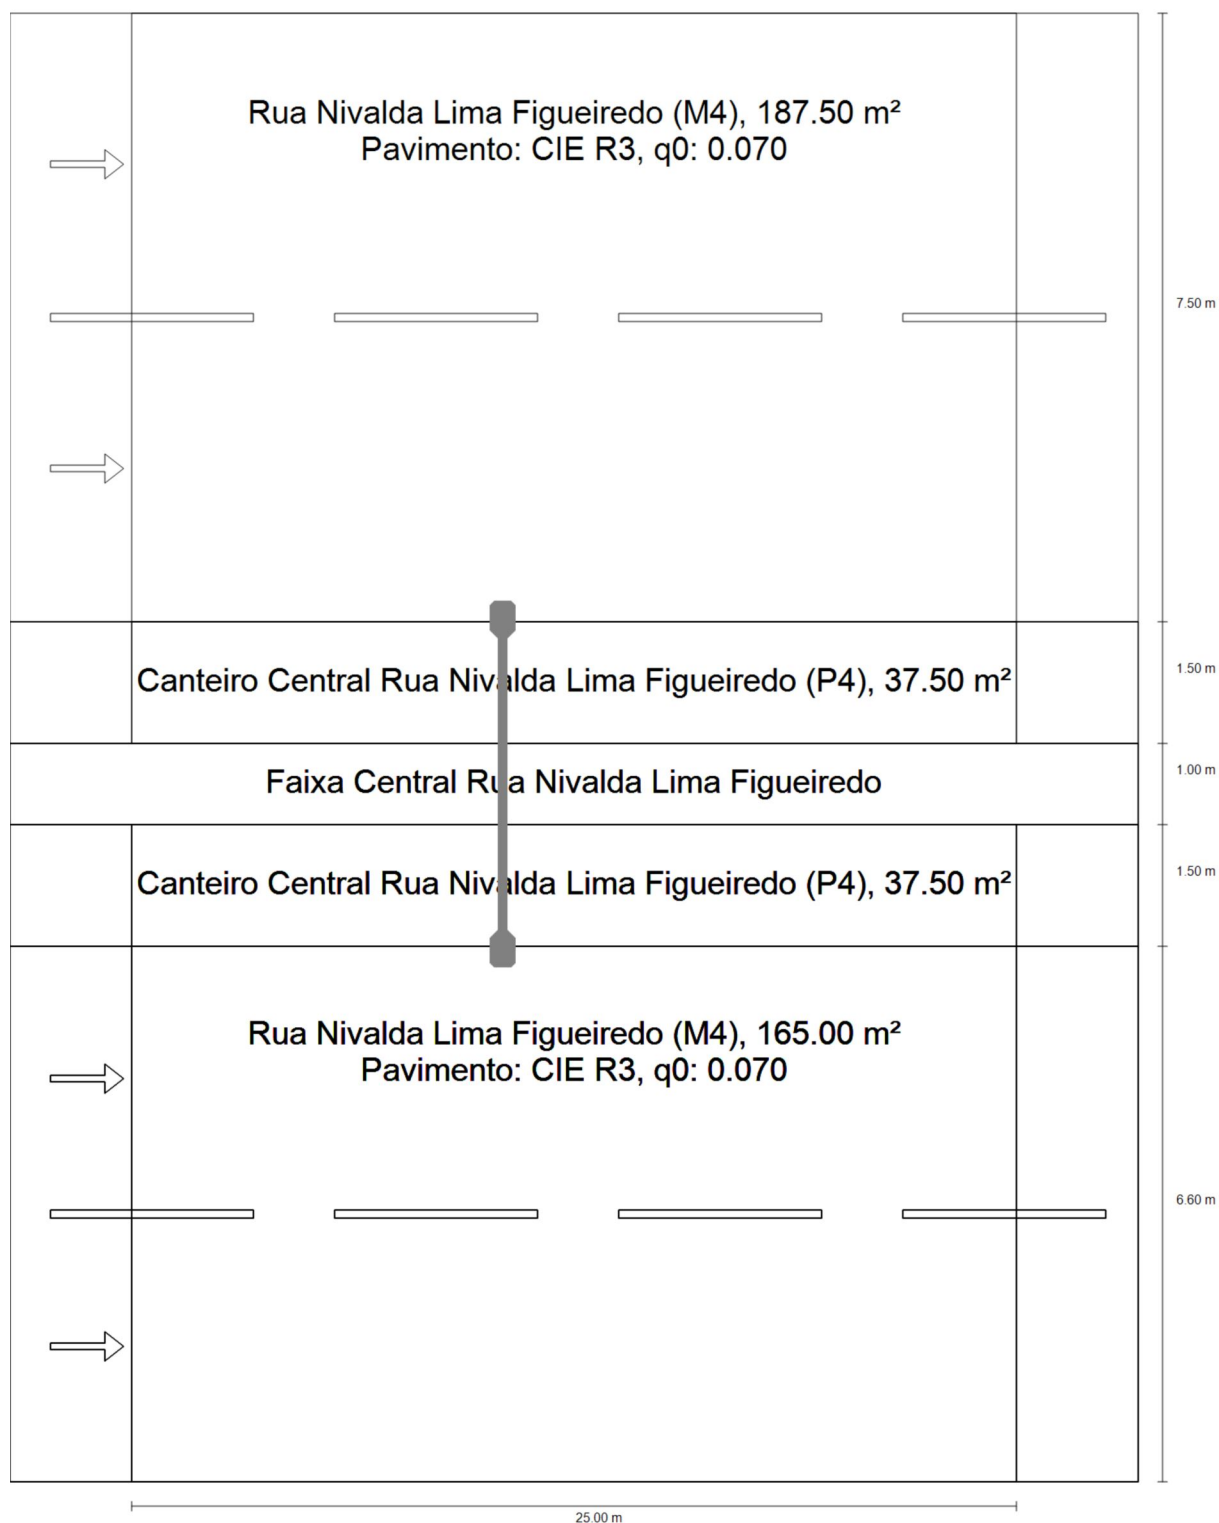 Rua Nivalda Lima Figueiredo (M4), 187.50 m²
Pavimento: CIE R3, q0: 0.070
7.50 m
Canteiro Central Rua Nivalda Lima Figueiredo (P4), 37.50 m²
1.50 m
Faixa Central Rua Nivalda Lima Figueiredo
1.00 m
Canteiro Central Rua Nivalda Lima Figueiredo (P4), 37.50 m²
1.50 m
Rua Nivalda Lima Figueiredo (M4), 165.00 m²
Pavimento: CIE R3, q0: 0.070
6.60 m
25.00 m